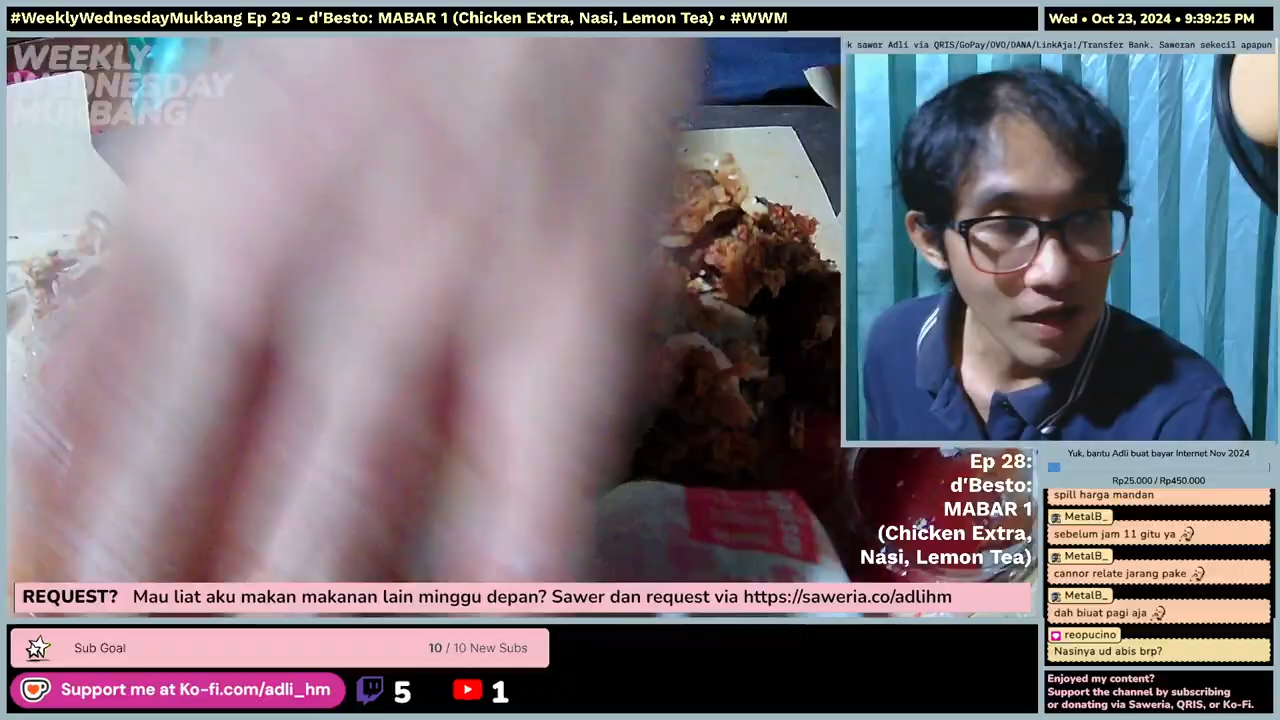 #WeeklyWednesdayMukbang Ep 29 - d'Besto: MABAR 1 (Chicken Extra, Nasi, Lemon Tea) • #WWM
Wed • Oct 23, 2024 • 9:39:25 PM
k sawer Adli via QRIS/GoPay/OVO/DANA/LinkAja!/Transfer Bank. Saweran sekecil apapun
WEEKLY
WEDNESDAY
MUKBANG
Ep 28:
d'Besto:
MABAR 1
(Chicken Extra,
Nasi, Lemon Tea)
Yuk, bantu Adli buat bayar Internet Nov 2024
Rp25.000 / Rp450.000
spill harga mandan
MetalB_
sebelum jam 11 gitu ya
MetalB_
cannor relate jarang pake
MetalB_
dah biuat pagi aja
reopucino
Nasinya ud abis brp?
REQUEST? Mau liat aku makan makanan lain minggu depan? Sawer dan request via https://saweria.co/adlihm
Sub Goal
10 / 10 New Subs
Support me at Ko-fi.com/adli_hm
5
1
Enjoyed my content?
Support the channel by subscribing
or donating via Saweria, QRIS, or Ko-Fi.